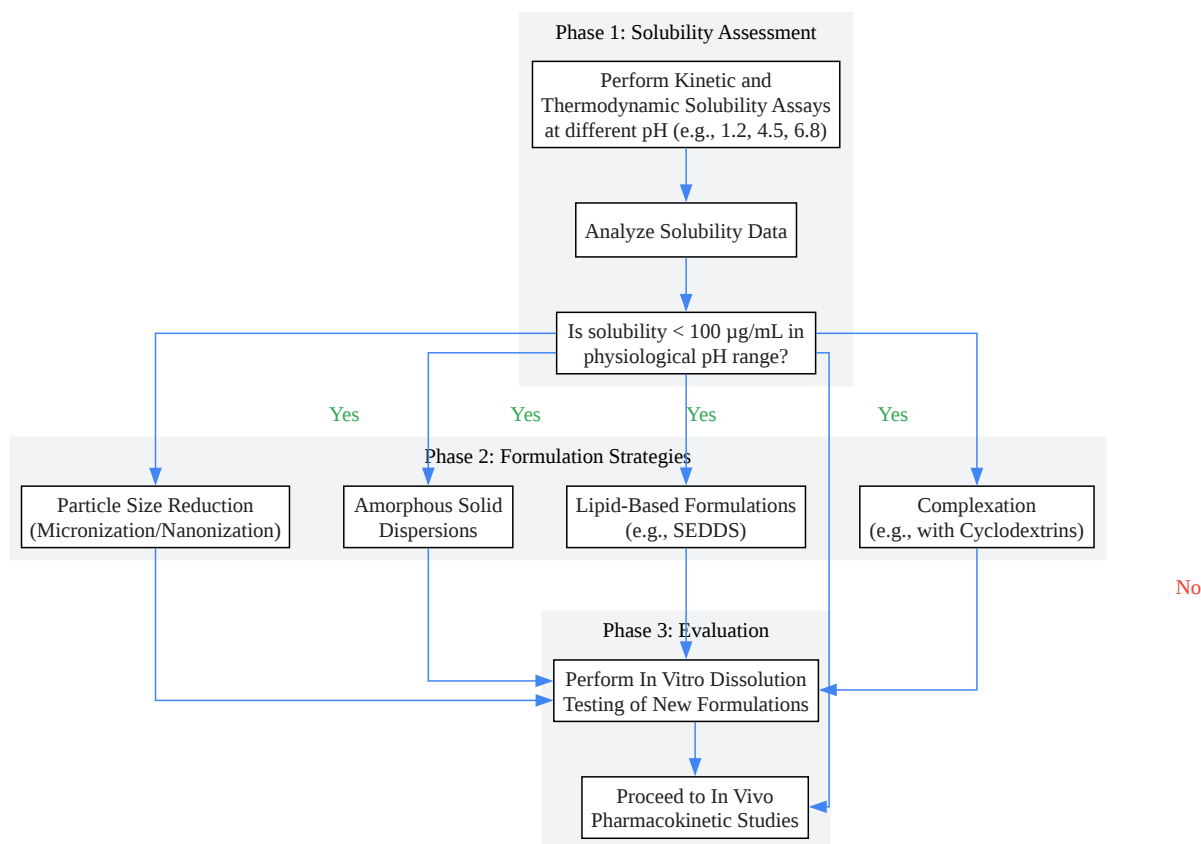 Phase 1: Solubility Assessment
Perform Kinetic and
Thermodynamic Solubility Assays
at different pH (e.g., 1.2, 4.5, 6.8)
Analyze Solubility Data
Is solubility < 100 µg/mL in
physiological pH range?
Yes
Yes
Yes
Yes
Phase 2: Formulation Strategies
Particle Size Reduction
(Micronization/Nanonization)
Amorphous Solid
Dispersions
Lipid-Based Formulations
(e.g., SEDDS)
Complexation
(e.g., with Cyclodextrins)
No
Phase 3: Evaluation
Perform In Vitro Dissolution
Testing of New Formulations
Proceed to In Vivo
Pharmacokinetic Studies